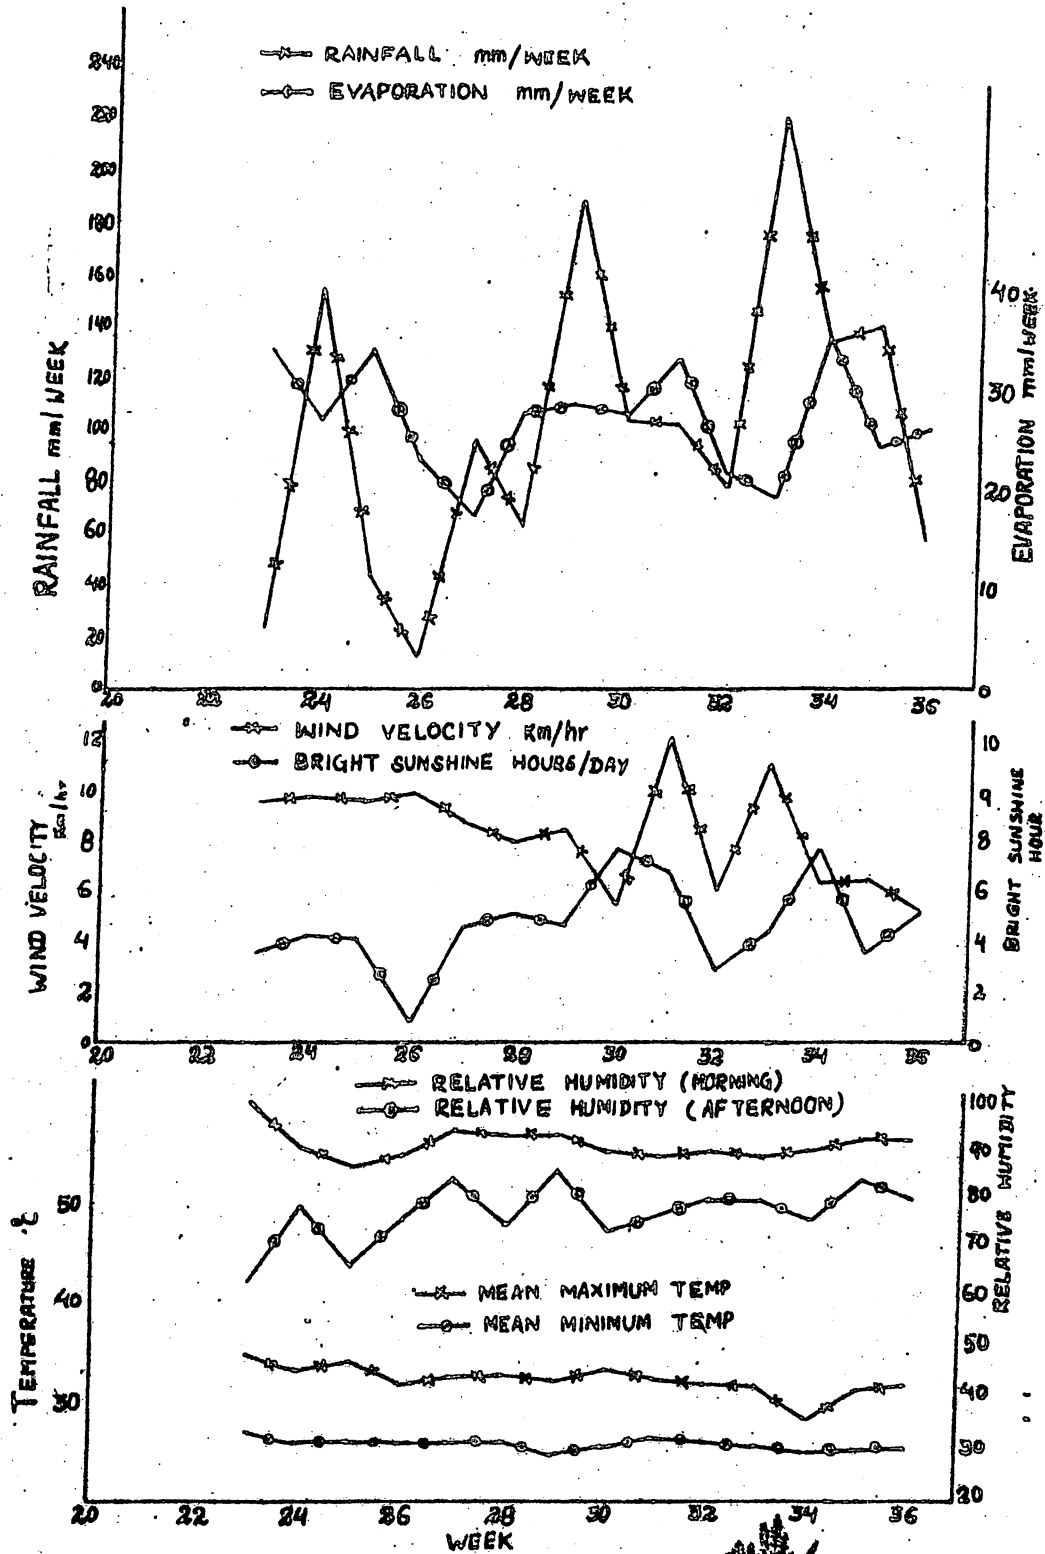 RAINFALL mm/WEEK
EVAPORATION mm/WEEK
240
220
200
180
160
140
120
100
80
60
40
20
0
RAINFALL mm/WEEK
40
30
20
10
0
EVAPORATION mm/WEEK
20 22 24 26 28 30 32 34 36
WIND VELOCITY Km/hr
BRIGHT SUNSHINE HOURS/DAY
12
10
8
6
4
2
0
WIND VELOCITY
Km/hr
10
9
8
6
4
2
0
BRIGHT SUNSHINE
HOUR
20 22 24 26 28 30 32 34 36
RELATIVE HUMIDITY (MORNING)
RELATIVE HUMIDITY (AFTERNOON)
MEAN MAXIMUM TEMP
MEAN MINIMUM TEMP
50
40
30
TEMPERATURE °C
100
90
80
70
60
50
40
30
20
RELATIVE HUMIDITY
20 22 24 26 28 30 32 34 36
WEEK